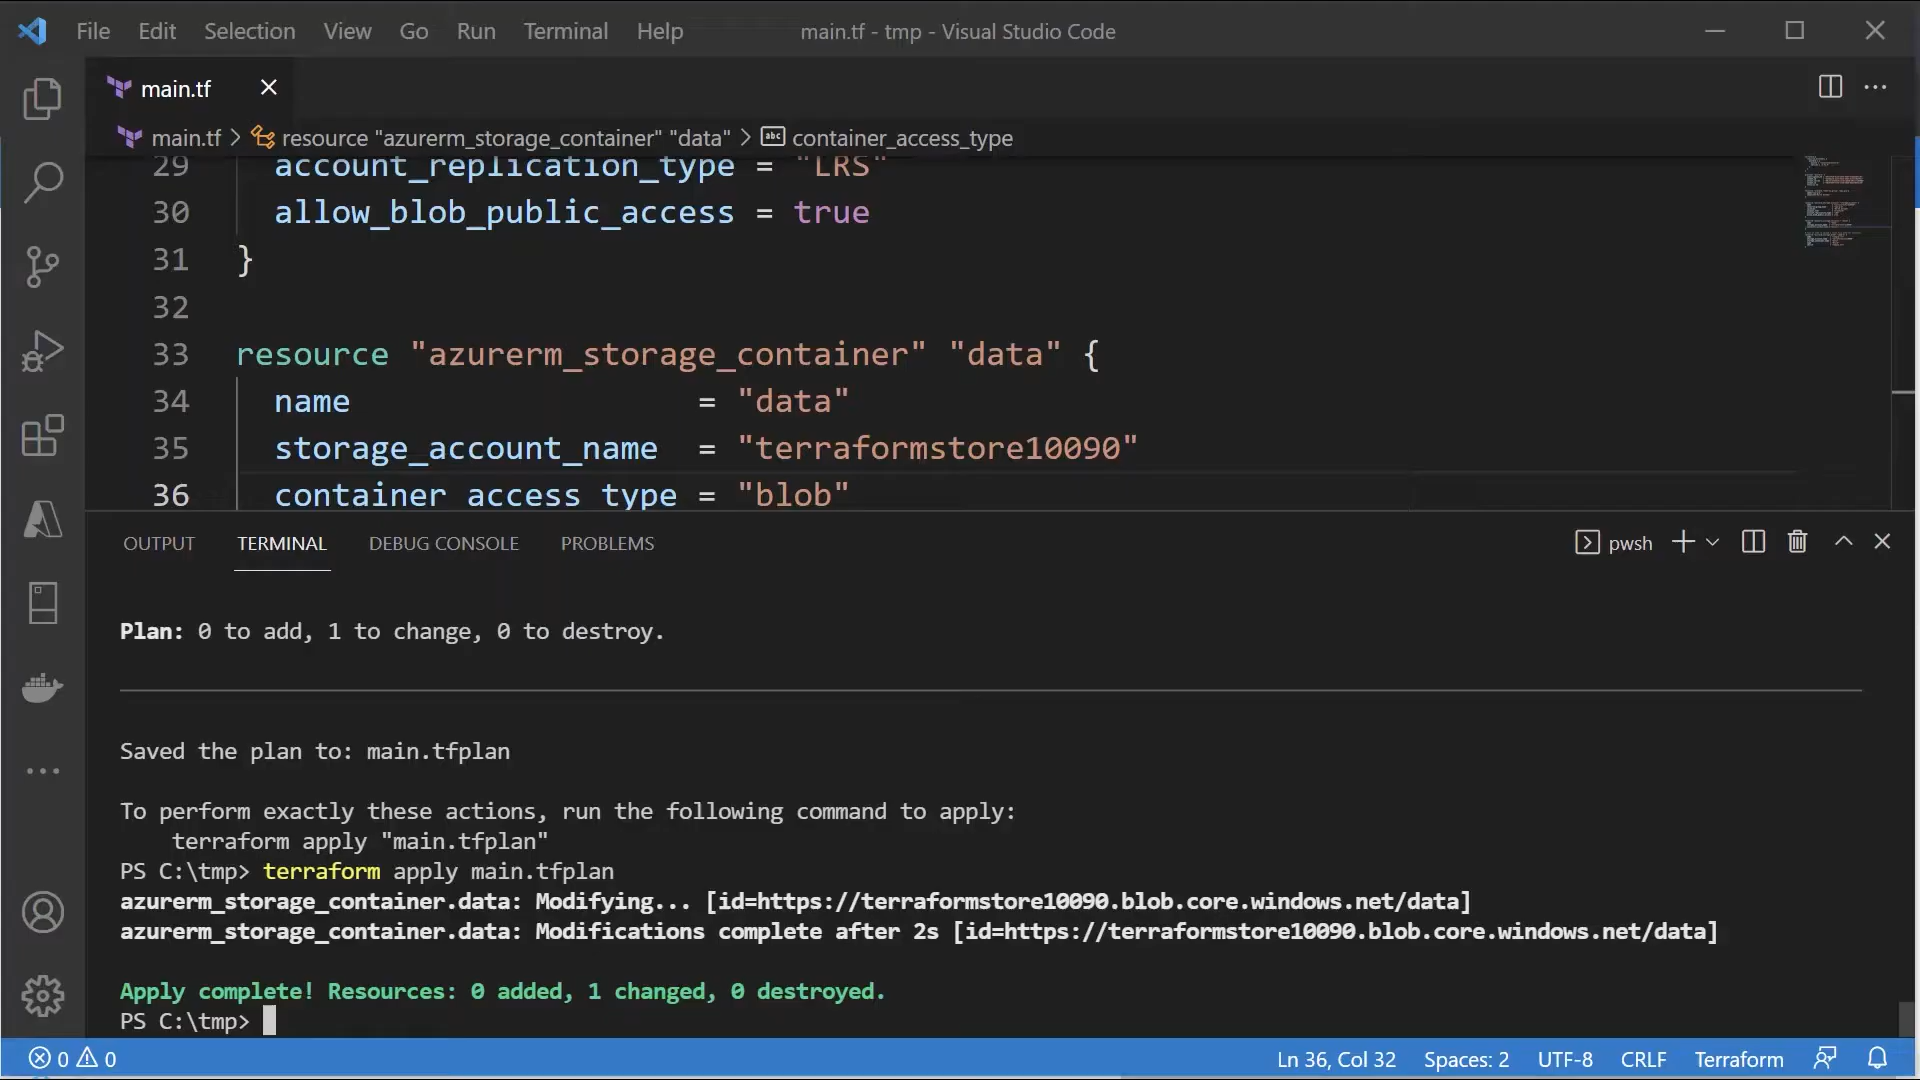 File Edit Selection View Go Run Terminal Help main.tf - tmp - Visual Studio Code
main.tf
main.tf > resource "azurerm_storage_container" "data" > abc container_access_type
29 account_replication_type = "LRS"
30 allow_blob_public_access = true
31 }
32
33 resource "azurerm_storage_container" "data" {
34 name = "data"
35 storage_account_name = "terraformstore10090"
36 container_access_type = "blob"
OUTPUT TERMINAL DEBUG CONSOLE PROBLEMS pwsh
Plan: 0 to add, 1 to change, 0 to destroy.
Saved the plan to: main.tfplan
To perform exactly these actions, run the following command to apply:
terraform apply "main.tfplan"
PS C:\tmp> terraform apply main.tfplan
azurerm_storage_container.data: Modifying... [id=https://terraformstore10090.blob.core.windows.net/data]
azurerm_storage_container.data: Modifications complete after 2s [id=https://terraformstore10090.blob.core.windows.net/data]
Apply complete! Resources: 0 added, 1 changed, 0 destroyed.
PS C:\tmp>
0 0 Ln 36, Col 32 Spaces: 2 UTF-8 CRLF Terraform